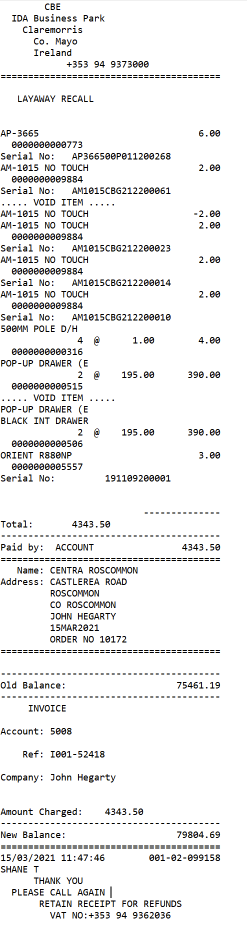 CBE
IDA Business Park
Claremorris
Co. Mayo
Ireland
+353 94 9373000
========================================
LAYAWAY RECALL
AP-3665 6.00
0000000000773
Serial No: AP366500P011200268
AM-1015 NO TOUCH 2.00
0000000009884
Serial No: AM1015CBG212200061
..... VOID ITEM .....
AM-1015 NO TOUCH -2.00
AM-1015 NO TOUCH 2.00
0000000009884
Serial No: AM1015CBG212200023
AM-1015 NO TOUCH 2.00
0000000009884
Serial No: AM1015CBG212200014
AM-1015 NO TOUCH 2.00
0000000009884
Serial No: AM1015CBG212200010
500MM POLE D/H
4 @ 1.00 4.00
0000000000316
POP-UP DRAWER (E
2 @ 195.00 390.00
0000000000515
..... VOID ITEM .....
POP-UP DRAWER (E
BLACK INT DRAWER
2 @ 195.00 390.00
0000000000506
ORIENT R880NP 3.00
0000000005557
Serial No: 191109200001
--------------
Total: 4343.50
----------------------------------------
Paid by: ACCOUNT 4343.50
========================================
Name: CENTRA ROSCOMMON
Address: CASTLEREA ROAD
ROSCOMMON
CO ROSCOMMON
JOHN HEGARTY
15MAR2021
ORDER NO 10172
========================================
----------------------------------------
Old Balance: 75461.19
----------------------------------------
INVOICE
Account: 5008
Ref: I001-52418
Company: John Hegarty
Amount Charged: 4343.50
----------------------------------------
New Balance: 79804.69
========================================
15/03/2021 11:47:46 001-02-099158
SHANE T
THANK YOU
PLEASE CALL AGAIN |
RETAIN RECEIPT FOR REFUNDS
VAT NO:+353 94 9362036